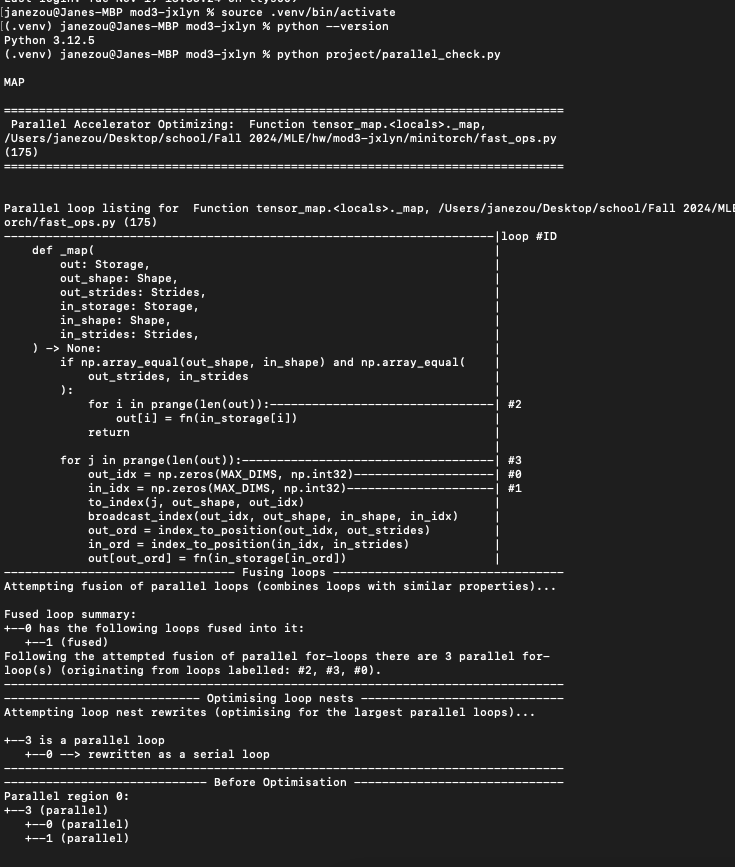 janezou@Janes-MBP mod3-jxlyn % source .venv/bin/activate
(.venv) janezou@Janes-MBP mod3-jxlyn % python --version
Python 3.12.5
(.venv) janezou@Janes-MBP mod3-jxlyn % python project/parallel_check.py
MAP
================================================================================
 Parallel Accelerator Optimizing:  Function tensor_map.<locals>._map,
/Users/janezou/Desktop/school/Fall 2024/MLE/hw/mod3-jxlyn/minitorch/fast_ops.py
(175)
================================================================================
Parallel loop listing for  Function tensor_map.<locals>._map, /Users/janezou/Desktop/school/Fall 2024/MLE
orch/fast_ops.py (175)
----------------------------------------------------------------------|loop #ID
    def _map(                                                         |
        out: Storage,                                                 |
        out_shape: Shape,                                             |
        out_strides: Strides,                                         |
        in_storage: Storage,                                          |
        in_shape: Shape,                                              |
        in_strides: Strides,                                          |
    ) -> None:                                                        |
        if np.array_equal(out_shape, in_shape) and np.array_equal(    |
            out_strides, in_strides                                   |
        ):                                                            |
            for i in prange(len(out)):--------------------------------| #2
                out[i] = fn(in_storage[i])                            |
            return                                                    |
                                                                      |
        for j in prange(len(out)):------------------------------------| #3
            out_idx = np.zeros(MAX_DIMS, np.int32)--------------------| #0
            in_idx = np.zeros(MAX_DIMS, np.int32)---------------------| #1
            to_index(j, out_shape, out_idx)                           |
            broadcast_index(out_idx, out_shape, in_shape, in_idx)     |
            out_ord = index_to_position(out_idx, out_strides)         |
            in_ord = index_to_position(in_idx, in_strides)            |
            out[out_ord] = fn(in_storage[in_ord])                     |
--------------------------------- Fusing loops ---------------------------------
Attempting fusion of parallel loops (combines loops with similar properties)...
Fused loop summary:
+--0 has the following loops fused into it:
   +--1 (fused)
Following the attempted fusion of parallel for-loops there are 3 parallel for-
loop(s) (originating from loops labelled: #2, #3, #0).
--------------------------------------------------------------------------------
---------------------------- Optimising loop nests -----------------------------
Attempting loop nest rewrites (optimising for the largest parallel loops)...
+--3 is a parallel loop
   +--0 --> rewritten as a serial loop
--------------------------------------------------------------------------------
----------------------------- Before Optimisation ------------------------------
Parallel region 0:
+--3 (parallel)
   +--0 (parallel)
   +--1 (parallel)